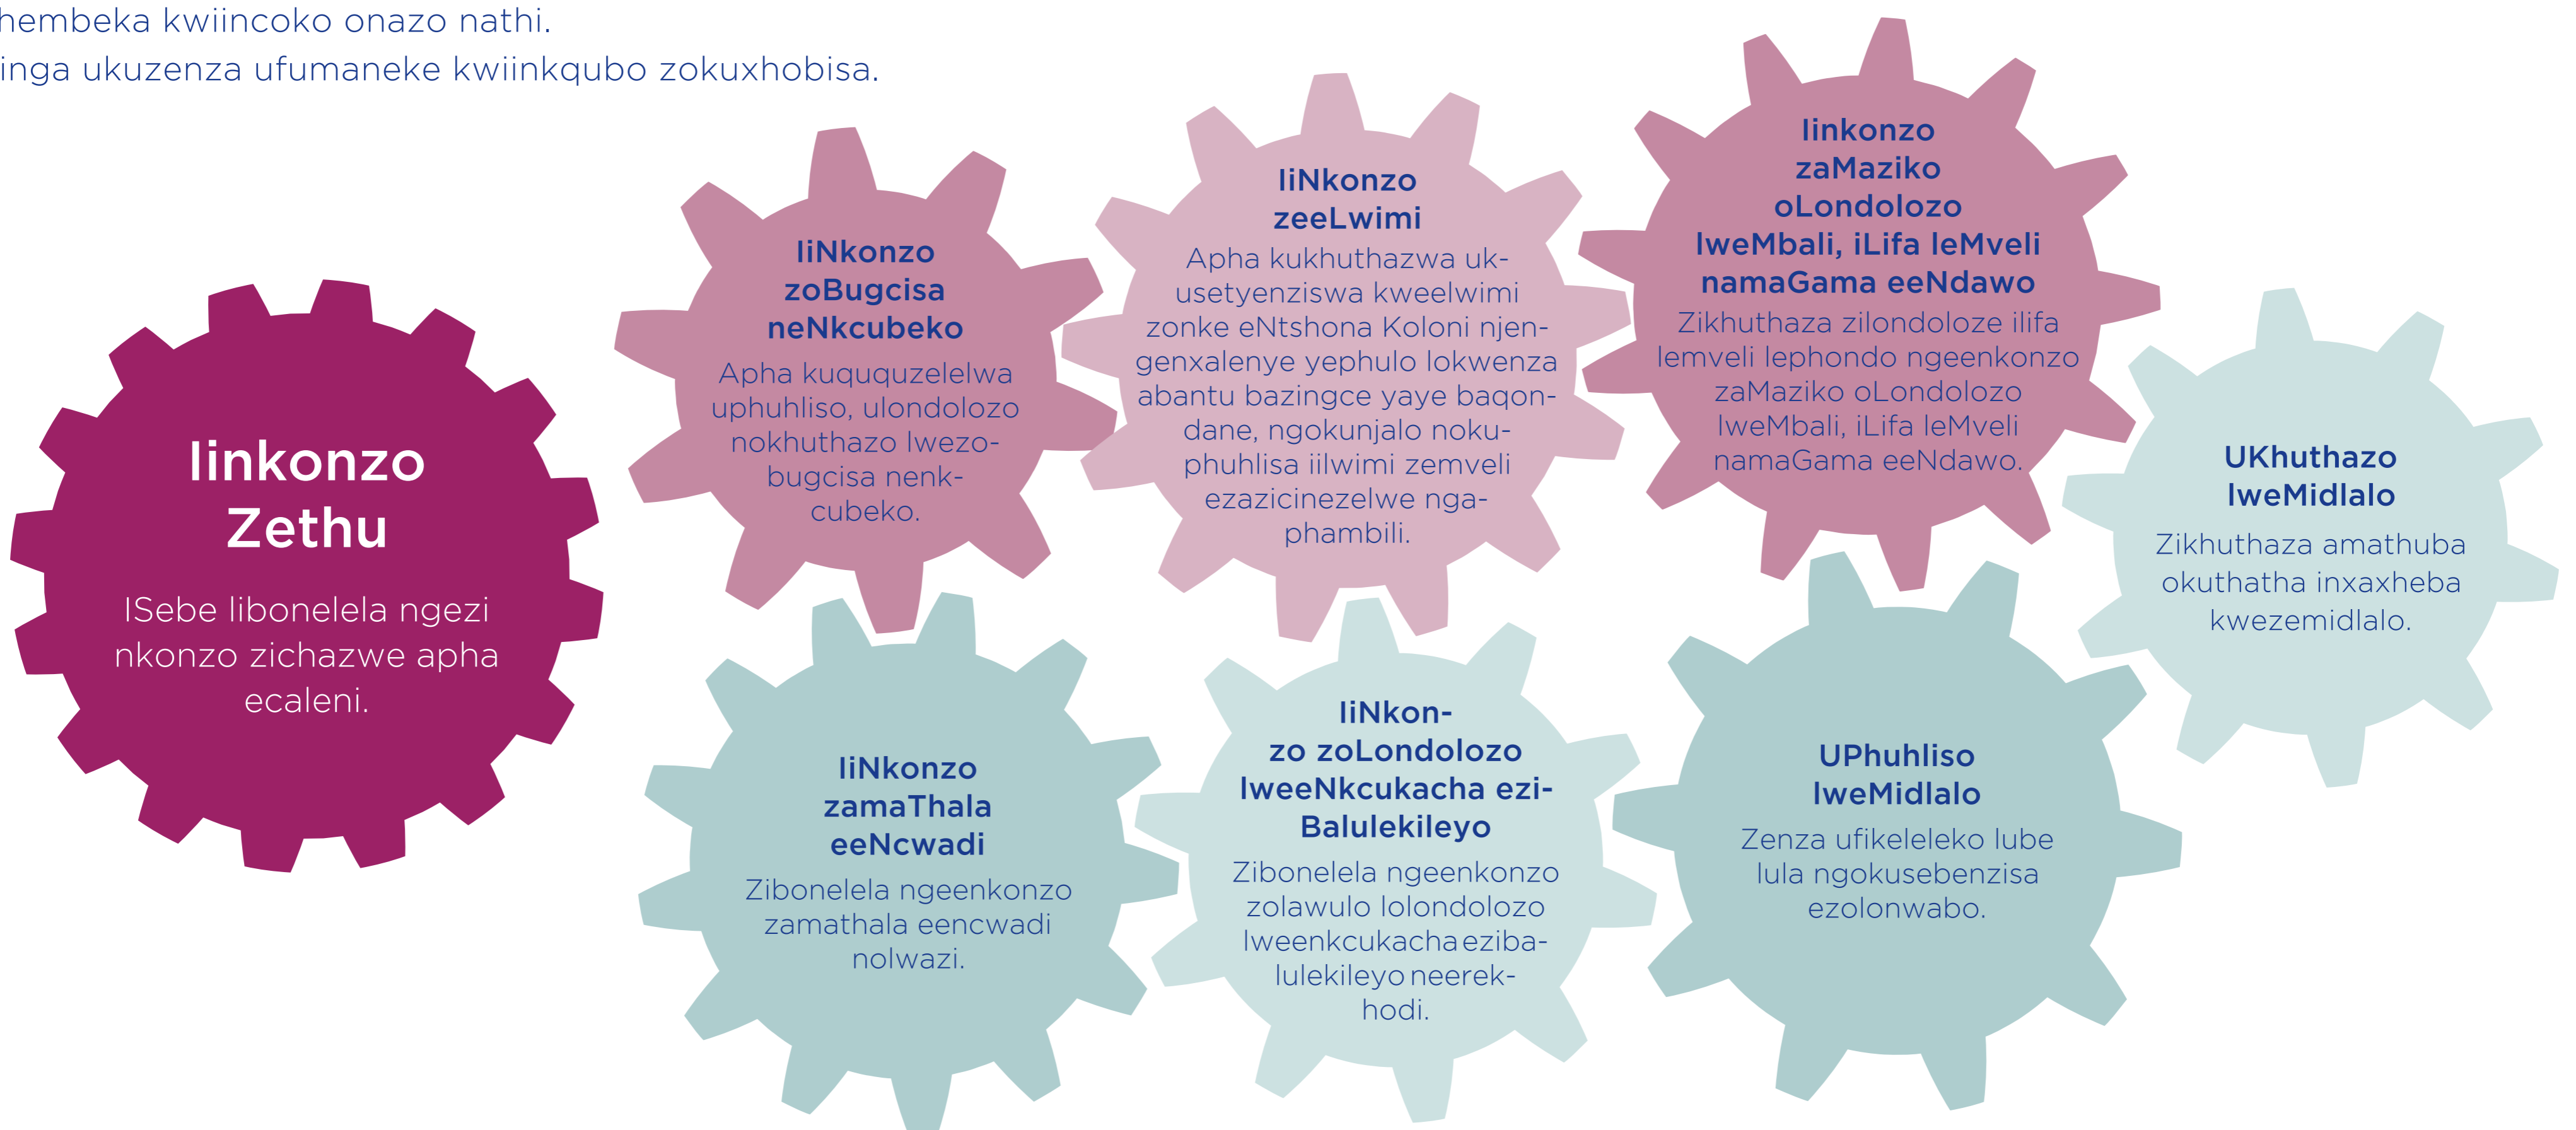 kwiincoko onazo nathi.
ukuzenza ufumaneke kwiinkqubo zokuxhobisa.
Iinkonzo
Zethu
ISebe libonelela ngezi
nkonzo zichazwe apha
ecaleni.
IiNkonzo
zoBugcisa
neNkcubeko
Apha kuququzelelwa
uphuhliso, ulondolozo
nokhuthazo lwezo-
bugcisa nenk-
cubeko.
IiNkonzo
zeeLwimi
Apha kukhuthazwa uk-
usetyenziswa kweelwimi
zonke eNtshona Koloni njen-
genxalenye yephulo lokwenza
abantu bazingce yaye baqon-
dane, ngokunjalo noku-
phuhlisa iilwimi zemveli
ezazicinezelwe nga-
phambili.
Iinkonzo
zaMaziko
oLondolozo
lweMbali, iLifa leMveli
namaGama eeNdawo
Zikhuthaza zilondoloze ilifa
lemveli lephondo ngeenkonzo
zaMaziko oLondolozo
lweMbali, iLifa leMveli
namaGama eeNdawo.
UKhuthazo
lweMidlalo
Zikhuthaza amathuba
okuthatha inxaxheba
kwezemidlalo.
IiNkonzo
zamaThala
eeNcwadi
Zibonelela ngeenkonzo
zamathala eencwadi
nolwazi.
IiNkon-
zo zoLondolozo
lweeNkcukacha ezi-
Balulekileyo
Zibonelela ngeenkonzo
zolawulo lolondolozo
lweenkcukacha eziba-
lulekileyo neerek-
hodi.
UPhuhliso
lweMidlalo
Zenza ufikeleleko lube
lula ngokusebenzisa
ezolonwabo.